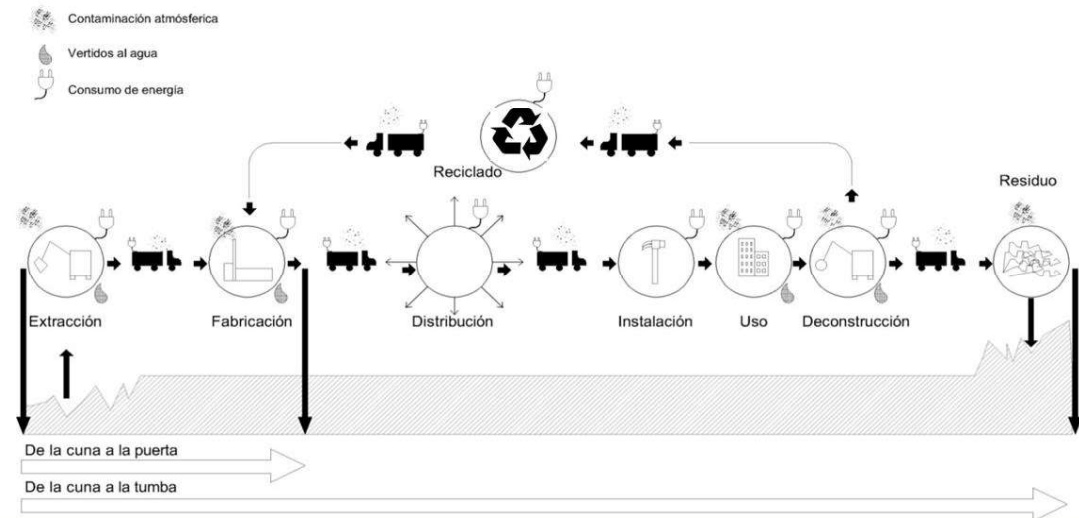 Contaminación atmósferica
Vertidos al agua
Consumo de energía
Reciclado
Residuo
Extracción
Fabricación
Distribución
Instalación
Uso
Deconstrucción
De la cuna a la puerta
De la cuna a la tumba